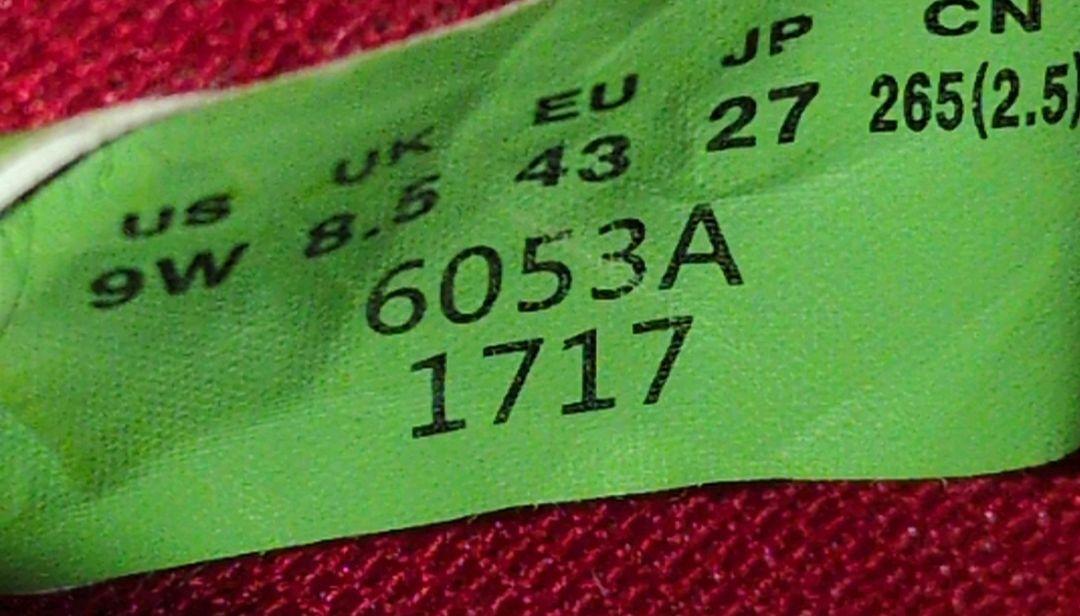 US UK EU JP CN
9W 8.5 43 27 265(2.5)
6053A
1717